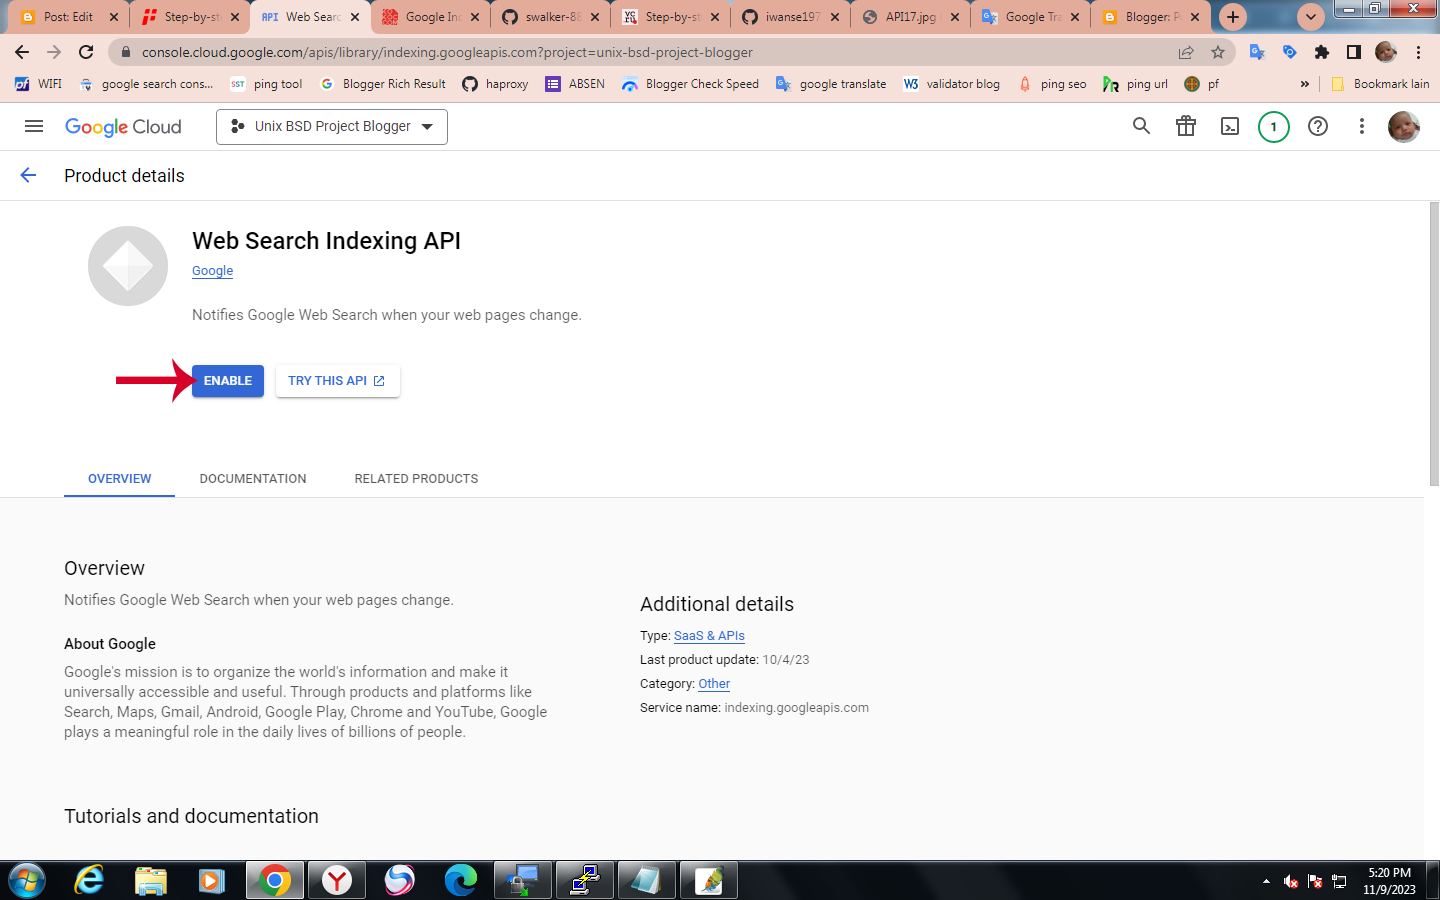 Post: Edit
Step-by-st
Web Searc
Google In
swalker-88
Step-by-st
iwanse197
API17.jpg
Google Tra
Blogger: P
console.cloud.google.com/apis/library/indexing.googleapis.com?project=unix-bsd-project-blogger
WIFI
google search cons...
ping tool
Blogger Rich Result
haproxy
ABSEN
Blogger Check Speed
google translate
validator blog
ping seo
ping url
pf
»
Bookmark lain
Google Cloud
Unix BSD Project Blogger
1
Product details
Web Search Indexing API
Google
Notifies Google Web Search when your web pages change.
ENABLE
TRY THIS API
OVERVIEW
DOCUMENTATION
RELATED PRODUCTS
Overview
Notifies Google Web Search when your web pages change.
About Google
Google's mission is to organize the world's information and make it
universally accessible and useful. Through products and platforms like
Search, Maps, Gmail, Android, Google Play, Chrome and YouTube, Google
plays a meaningful role in the daily lives of billions of people.
Additional details
Type: SaaS & APIs
Last product update: 10/4/23
Category: Other
Service name: indexing.googleapis.com
Tutorials and documentation
5:20 PM
11/9/2023